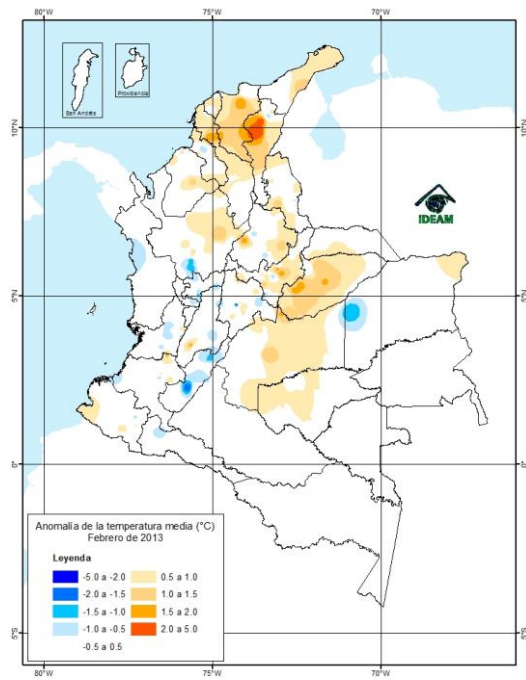 80°W 75°W 70°W
San Andrés
Providencia
10°N 10°N
IDEAM
5°N 5°N
0° 0°
Anomalía de la temperatura media (°C)
Febrero de 2013
Leyenda
-5.0 a -2.0 0.5 a 1.0
-2.0 a -1.5 1.0 a 1.5
-1.5 a -1.0 1.5 a 2.0
-1.0 a -0.5 2.0 a 5.0
-0.5 a 0.5
5°S 5°S
80°W 75°W 70°W